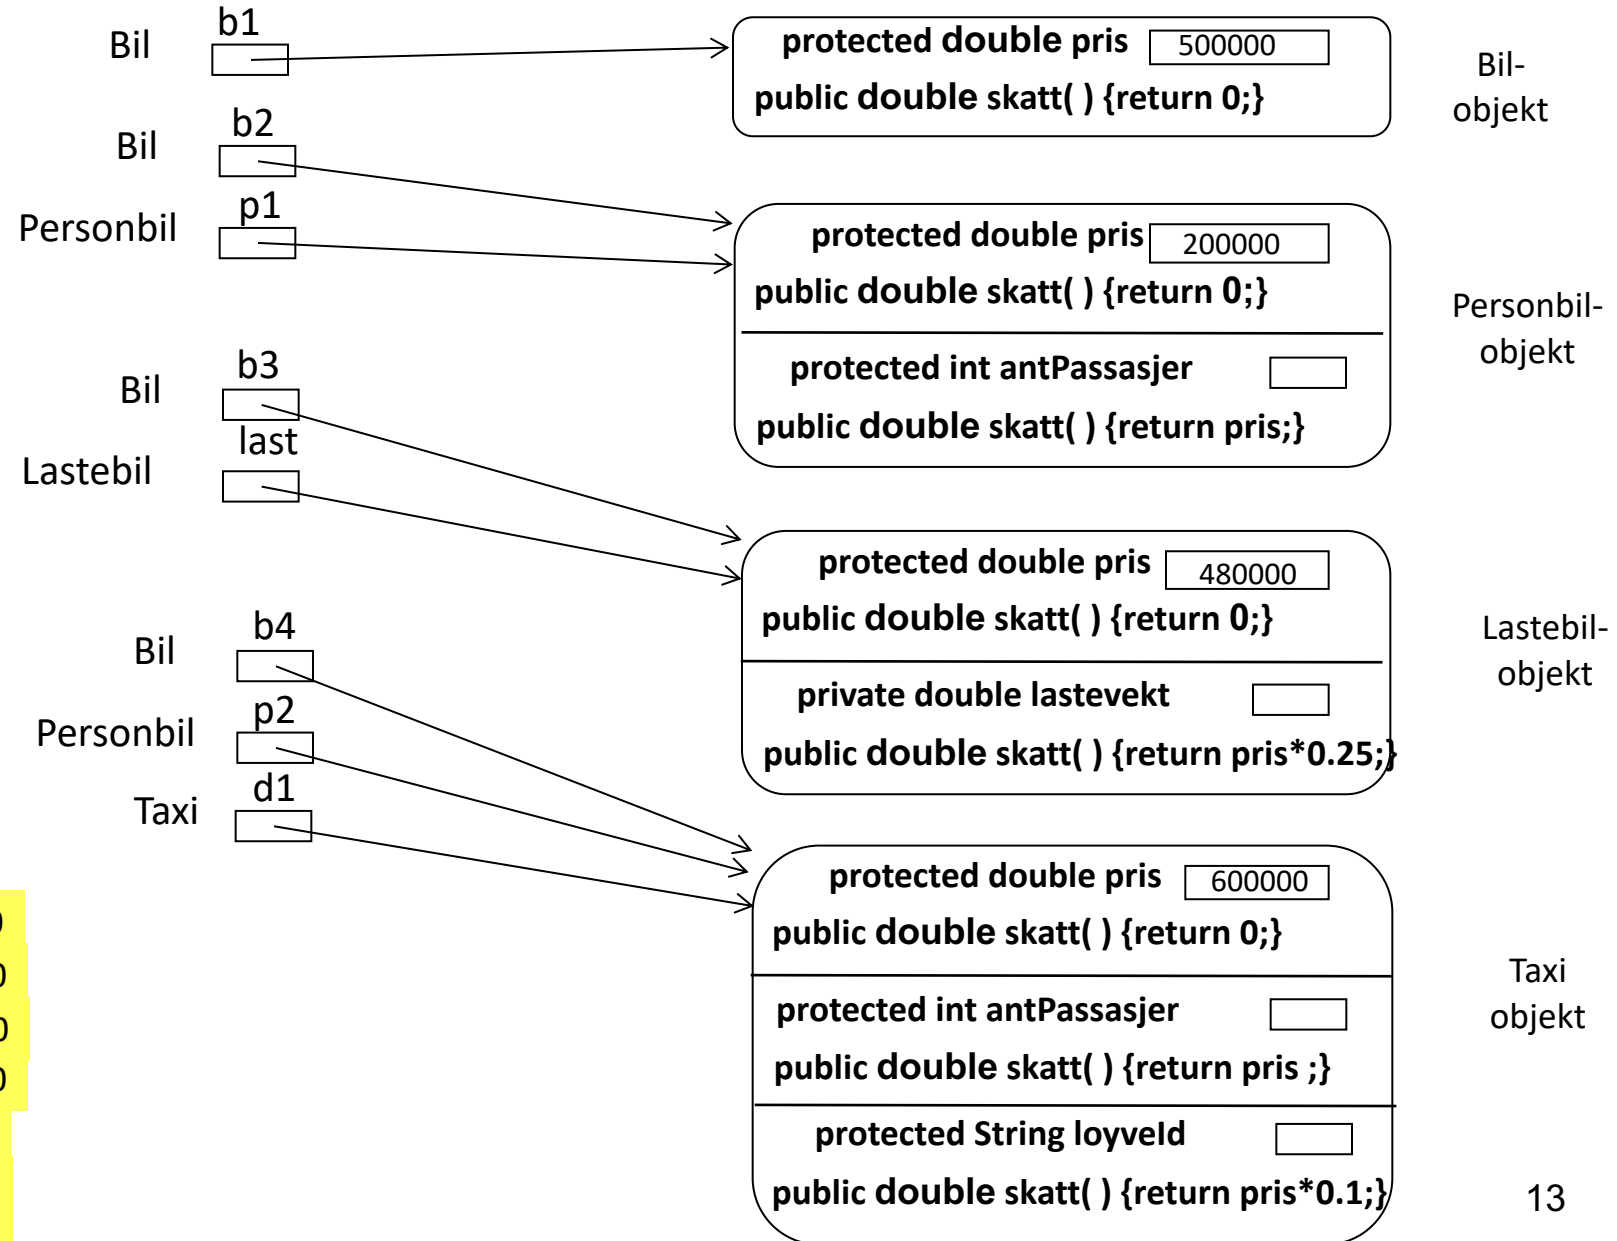 Bil b1
protected double pris 500000
public double skatt( ) {return 0;}
Bil-
objekt
Bil b2
Personbil p1
protected double pris 200000
public double skatt( ) {return 0;}
protected int antPassasjer
public double skatt( ) {return pris;}
Personbil-
objekt
Bil b3
Lastebil last
protected double pris 480000
public double skatt( ) {return 0;}
private double lastevekt
public double skatt( ) {return pris*0.25;}
Lastebil-
objekt
Bil b4
Personbil p2
Taxi d1
protected double pris 600000
public double skatt( ) {return 0;}
protected int antPassasjer
public double skatt( ) {return pris ;}
protected String loyveId
public double skatt( ) {return pris*0.1;}
Taxi
objekt
13